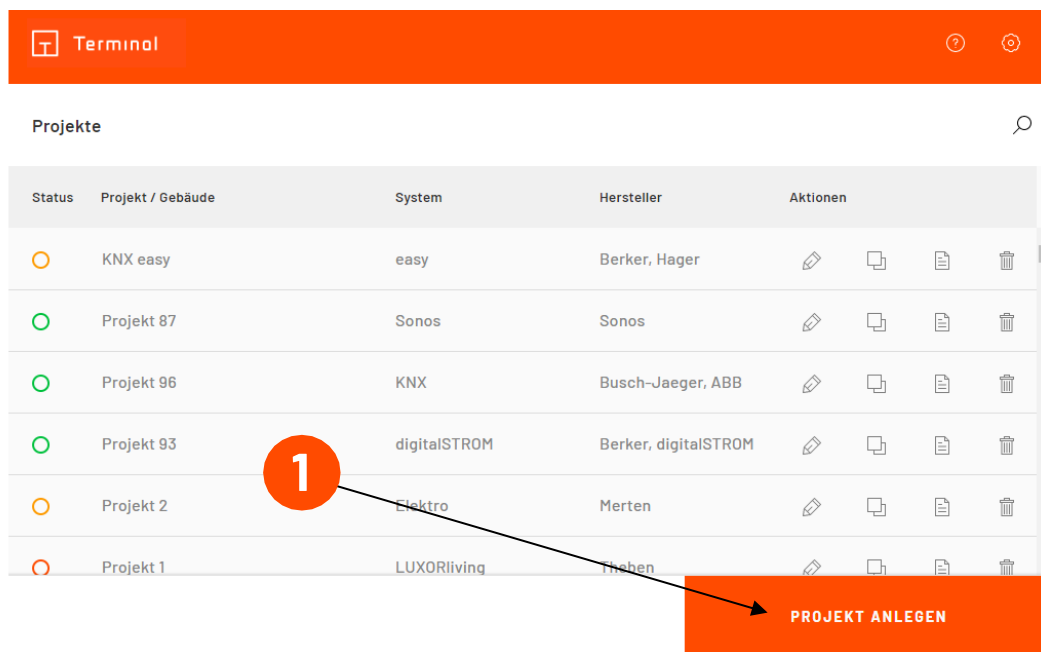 Terminal
Projekte
Status Projekt / Gebäude System Hersteller Aktionen
KNX easy easy Berker, Hager
Projekt 87 Sonos Sonos
Projekt 96 KNX Busch-Jaeger, ABB
Projekt 93 digitalSTROM Berker, digitalSTROM
1
Projekt 2 Elektro Merten
Projekt 1 LUXORliving Theben
PROJEKT ANLEGEN